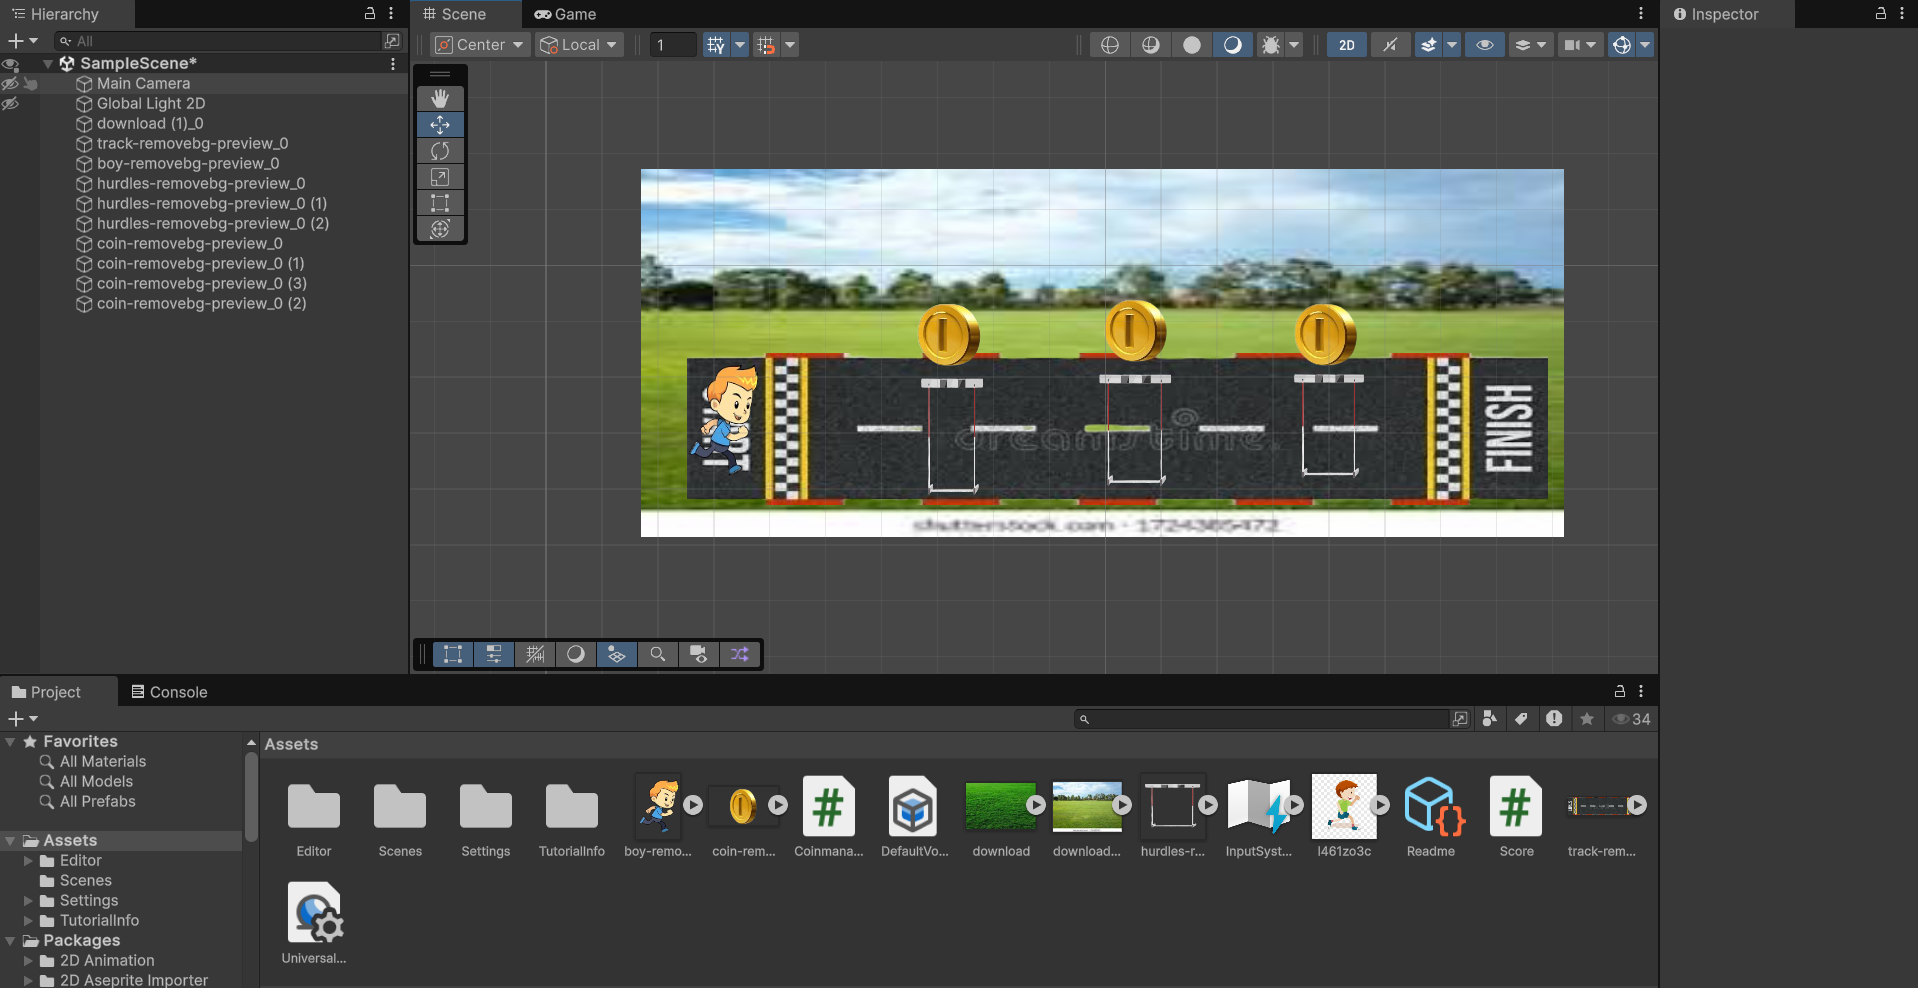 Hierarchy
Scene
Game
Inspector
All
Center
Local
1
2D
SampleScene*
Main Camera
Global Light 2D
download (1)_0
track-removebg-preview_0
boy-removebg-preview_0
hurdles-removebg-preview_0
hurdles-removebg-preview_0 (1)
hurdles-removebg-preview_0 (2)
coin-removebg-preview_0
coin-removebg-preview_0 (1)
coin-removebg-preview_0 (3)
coin-removebg-preview_0 (2)
FINISH
dreamstime.
shutterstock.com · 1724305472
Project
Console
34
Favorites
All Materials
All Models
All Prefabs
Assets
Editor
Scenes
Settings
TutorialInfo
Packages
2D Animation
2D Aseprite Importer
Assets
Editor
Scenes
Settings
TutorialInfo
boy-remo...
coin-rem...
Coinmana...
DefaultVo...
download
download...
hurdles-r...
InputSyst...
l461zo3c
Readme
Score
track-rem...
Universal...